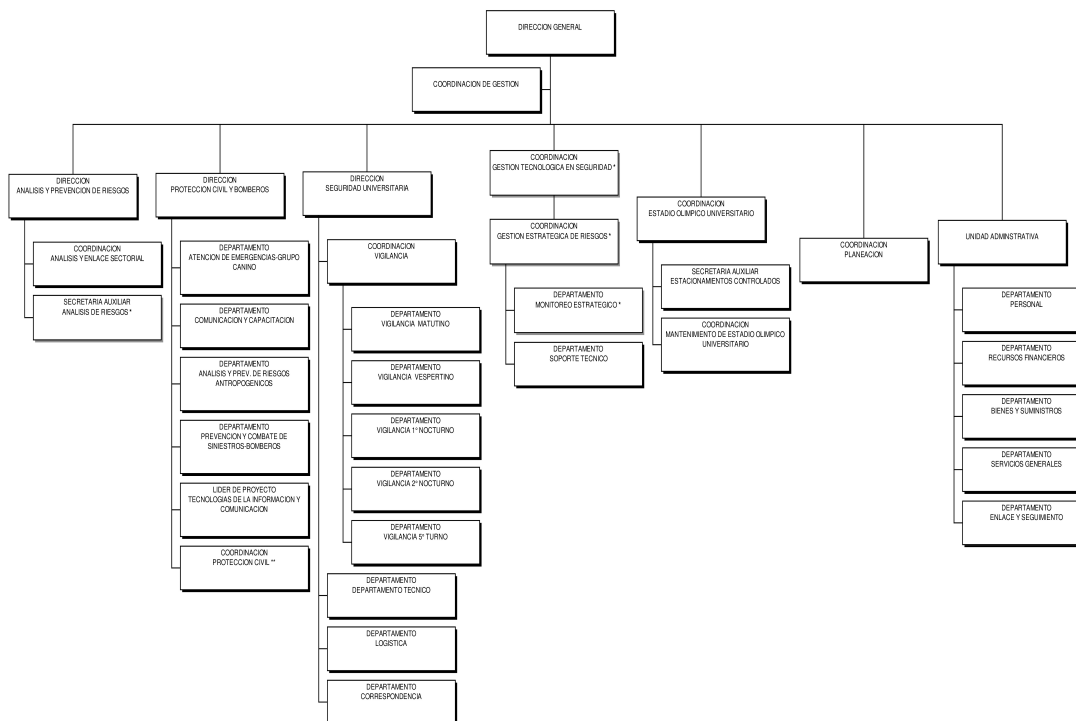 DIRECCION GENERAL
COORDINACION DE GESTION
DIRECCION
ANALISIS Y PREVENCION DE RIESGOS
COORDINACION
ANALISIS Y ENLACE SECTORIAL
SECRETARIA AUXILIAR
ANALISIS DE RIESGOS*
DIRECCION
PROTECCION CIVIL Y BOMBEROS
DEPARTAMENTO
ATENCION DE EMERGENCIAS-GRUPO
CANINO
DEPARTAMENTO
COMUNICACION Y CAPACITACION
DEPARTAMENTO
ANALISIS Y PREV. DE RIESGOS
ANTROPOGENICOS
DEPARTAMENTO
PREVENCION Y COMBATE DE
SINIESTROS-BOMBEROS
LIDER DE PROYECTO
TECNOLOGIAS DE LA INFORMACION Y
COMUNICACION
COORDINACION
PROTECCION CIVIL **
DIRECCION
SEGURIDAD UNIVERSITARIA
COORDINACION
VIGILANCIA
DEPARTAMENTO
VIGILANCIA MATUTINO
DEPARTAMENTO
VIGILANCIA VESPERTINO
DEPARTAMENTO
VIGILANCIA 1° NOCTURNO
DEPARTAMENTO
VIGILANCIA 2° NOCTURNO
DEPARTAMENTO
VIGILANCIA 5° TURNO
DEPARTAMENTO
DEPARTAMENTO TECNICO
DEPARTAMENTO
LOGISTICA
DEPARTAMENTO
CORRESPONDENCIA
COORDINACION
GESTION TECNOLOGICA EN SEGURIDAD*
COORDINACION
GESTION ESTRATEGICA DE RIESGOS*
DEPARTAMENTO
MONITOREO ESTRATEGICO*
DEPARTAMENTO
SOPORTE TECNICO
COORDINACION
ESTADIO OLIMPICO UNIVERSITARIO
SECRETARIA AUXILIAR
ESTACIONAMIENTOS CONTROLADOS
COORDINACION
MANTENIMIENTO DE ESTADIO OLIMPICO
UNIVERSITARIO
COORDINACION
PLANEACION
UNIDAD ADMINSTRATIVA
DEPARTAMENTO
PERSONAL
DEPARTAMENTO
RECURSOS FINANCIEROS
DEPARTAMENTO
BIENES Y SUMINISTROS
DEPARTAMENTO
SERVICIOS GENERALES
DEPARTAMENTO
ENLACE Y SEGUIMIENTO